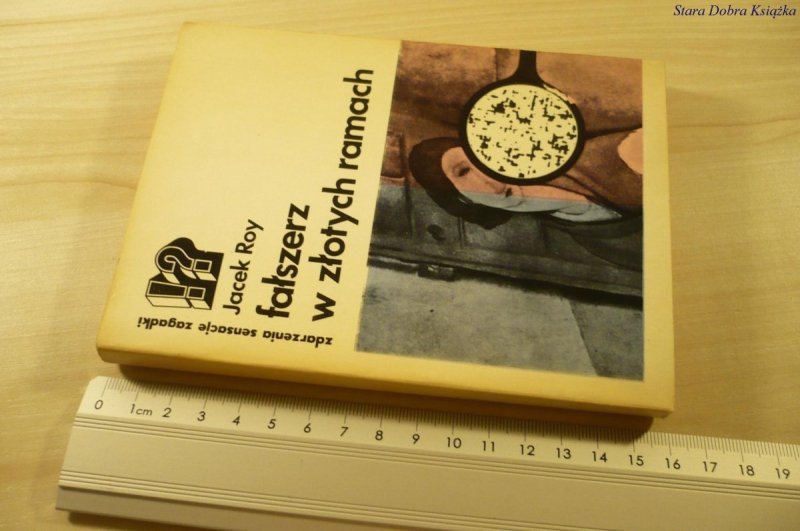 Stara Dobra Książka
!?
Jacek Roy
fałszerz
w złotych ramach
zdarzenia sensacje zagadki
0 1cm 2 3 4 5 6 7 8 9 10 11 12 13 14 15 16 17 18 19